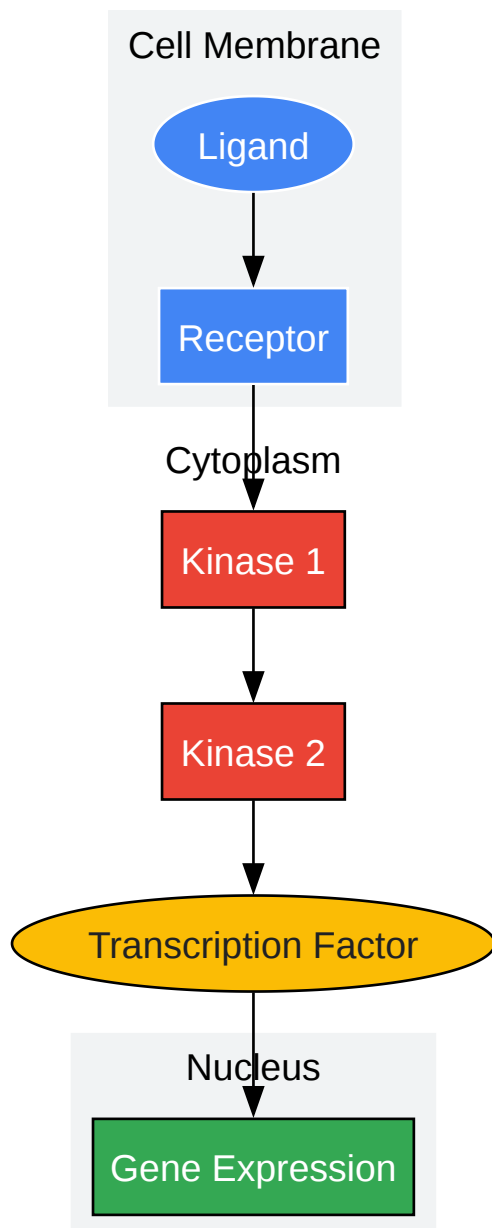 Cell Membrane
Ligand
Receptor
Cytoplasm
Kinase 1
Kinase 2
Transcription Factor
Nucleus
Gene Expression